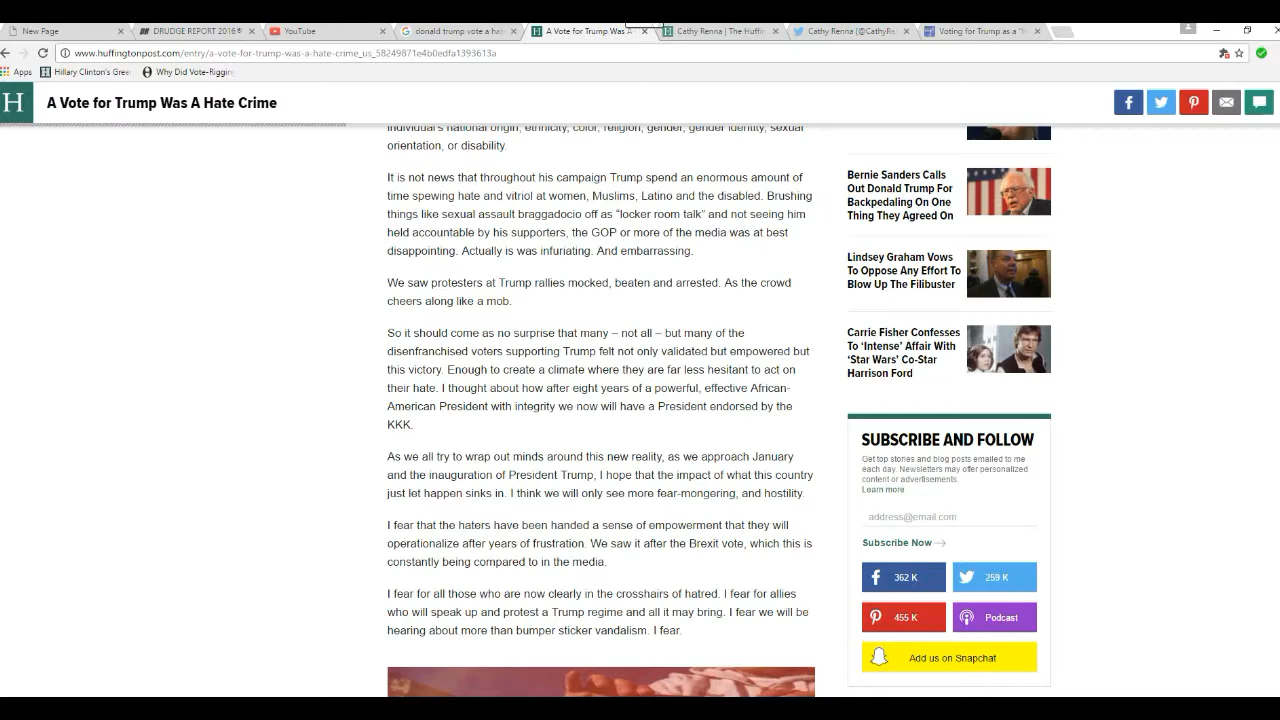 New Page
DRUDGE REPORT 2016®
YouTube
donald trump vote a hat
A Vote for Trump Was A
Cathy Renna | The Huffin
Cathy Renna (@CathyRe
Voting for Trump as a "
www.huffingtonpost.com/entry/a-vote-for-trump-was-a-hate-crime_us_58249871e4b0edfa1393613a
Apps
Hillary Clinton's Gree
Why Did Vote-Riggin
H
A Vote for Trump Was A Hate Crime
individual's national origin, ethnicity, color, religion, gender, gender identity, sexual
orientation, or disability.
It is not news that throughout his campaign Trump spend an enormous amount of
time spewing hate and vitriol at women, Muslims, Latino and the disabled. Brushing
things like sexual assault braggadocio off as “locker room talk” and not seeing him
held accountable by his supporters, the GOP or more of the media was at best
disappointing. Actually is was infuriating. And embarrassing.
We saw protesters at Trump rallies mocked, beaten and arrested. As the crowd
cheers along like a mob.
So it should come as no surprise that many – not all – but many of the
disenfranchised voters supporting Trump felt not only validated but empowered but
this victory. Enough to create a climate where they are far less hesitant to act on
their hate. I thought about how after eight years of a powerful, effective African-
American President with integrity we now will have a President endorsed by the
KKK.
As we all try to wrap out minds around this new reality, as we approach January
and the inauguration of President Trump, I hope that the impact of what this country
just let happen sinks in. I think we will only see more fear-mongering, and hostility.
I fear that the haters have been handed a sense of empowerment that they will
operationalize after years of frustration. We saw it after the Brexit vote, which this is
constantly being compared to in the media.
I fear for all those who are now clearly in the crosshairs of hatred. I fear for allies
who will speak up and protest a Trump regime and all it may bring. I fear we will be
hearing about more than bumper sticker vandalism. I fear.
Bernie Sanders Calls
Out Donald Trump For
Backpedaling On One
Thing They Agreed On
Lindsey Graham Vows
To Oppose Any Effort To
Blow Up The Filibuster
Carrie Fisher Confesses
To ‘Intense’ Affair With
‘Star Wars’ Co-Star
Harrison Ford
SUBSCRIBE AND FOLLOW
Get top stories and blog posts emailed to me
each day. Newsletters may offer personalized
content or advertisements.
Learn more
address@email.com
Subscribe Now
362 K
259 K
455 K
Podcast
Add us on Snapchat